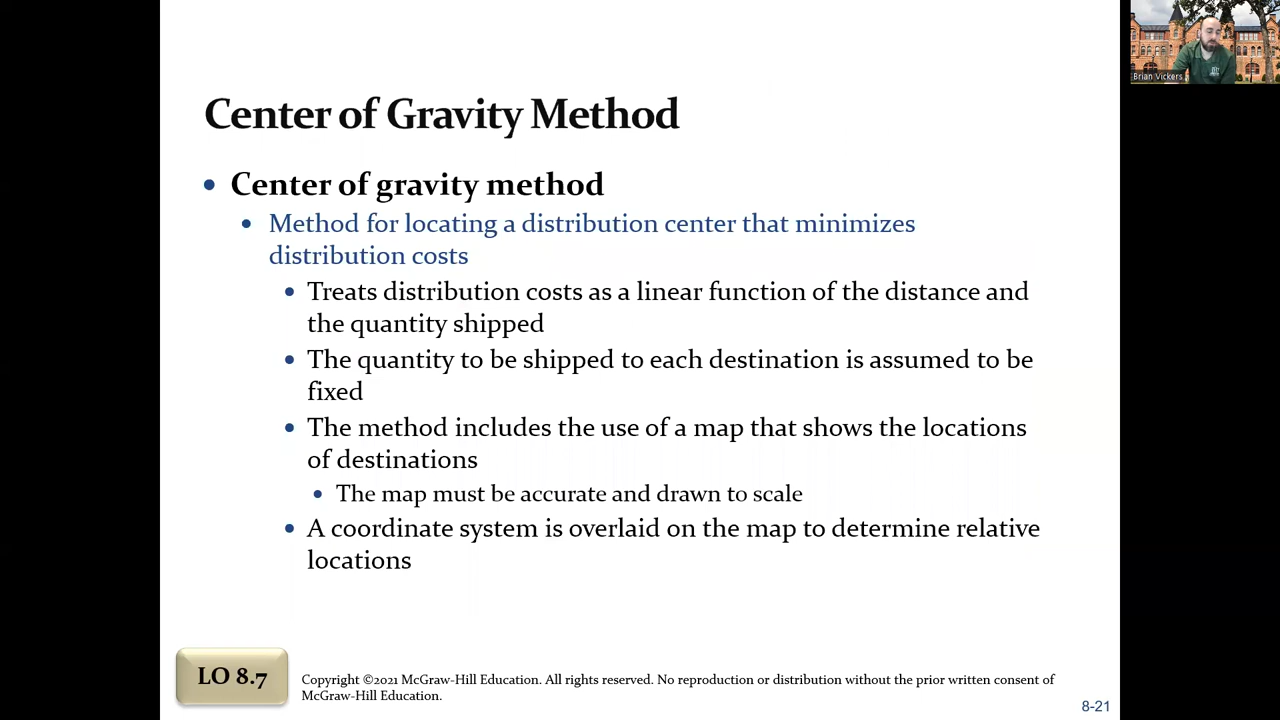 Center of Gravity Method
Center of gravity method
Method for locating a distribution center that minimizes
distribution costs
Treats distribution costs as a linear function of the distance and
the quantity shipped
The quantity to be shipped to each destination is assumed to be
fixed
The method includes the use of a map that shows the locations
of destinations
The map must be accurate and drawn to scale
A coordinate system is overlaid on the map to determine relative
locations
LO 8.7
Copyright ©2021 McGraw-Hill Education. All rights reserved. No reproduction or distribution without the prior written consent of
McGraw-Hill Education.
8-21
Brian Vickers